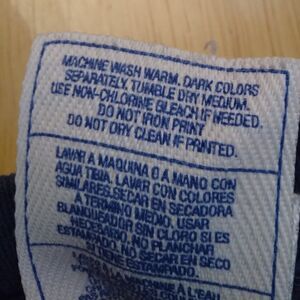 MACHINE WASH WARM. DARK COLORS
SEPARATELY, TUMBLE DRY MEDIUM.
USE NON-CHLORINE BLEACH IF NEEDED.
DO NOT IRON PRINT
DO NOT DRY CLEAN IF PRINTED.
LAVAR A MAQUINA O A MANO CON
AGUA TIBIA. LAVAR CON COLORES
SIMILARES. SECAR EN SECADORA
A TERMINO MEDIO. USAR
BLANQUEADOR SIN CLORO SI ES
NECESARIO. NO PLANCHAR
ESTAMPADO. NO SECAR EN SECO
SI TIENE ESTAMPADO.
LA MACHINE A L'EAU